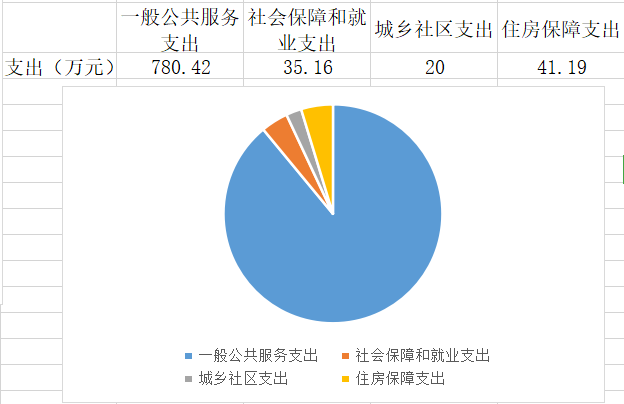 一般公共服务
支出
社会保障和就
业支出
城乡社区支出
住房保障支出
支出（万元）
780.42
35.16
20
41.19
一般公共服务支出
社会保障和就业支出
城乡社区支出
住房保障支出